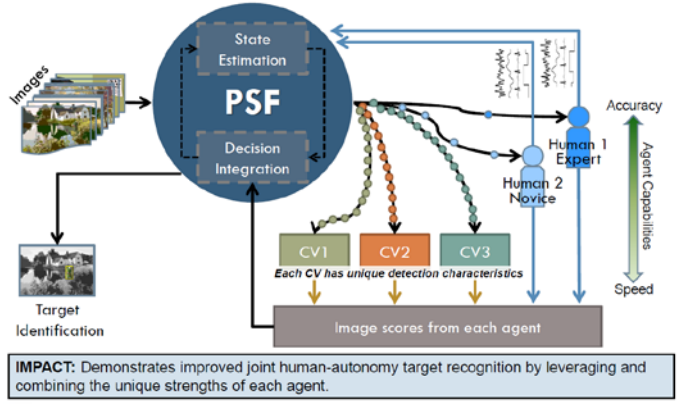 Images
State
Estimation
PSF
Decision
Integration
Human 1
Expert
Human 2
Novice
Accuracy
Agent Capabilities
Speed
CV1
CV2
CV3
Each CV has unique detection characteristics
Target
Identification
Image scores from each agent
IMPACT: Demonstrates improved joint human-autonomy target recognition by leveraging and
combining the unique strengths of each agent.